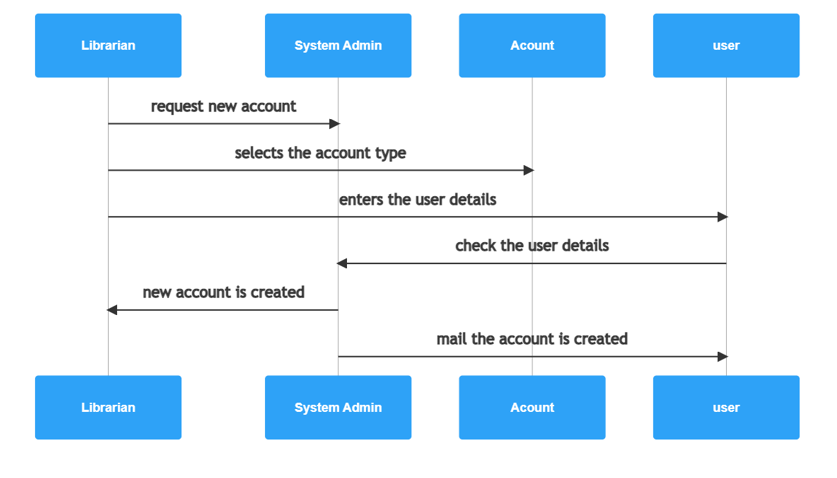 Librarian
System Admin
Acount
user
request new account
selects the account type
enters the user details
check the user details
new account is created
mail the account is created
Librarian
System Admin
Acount
user